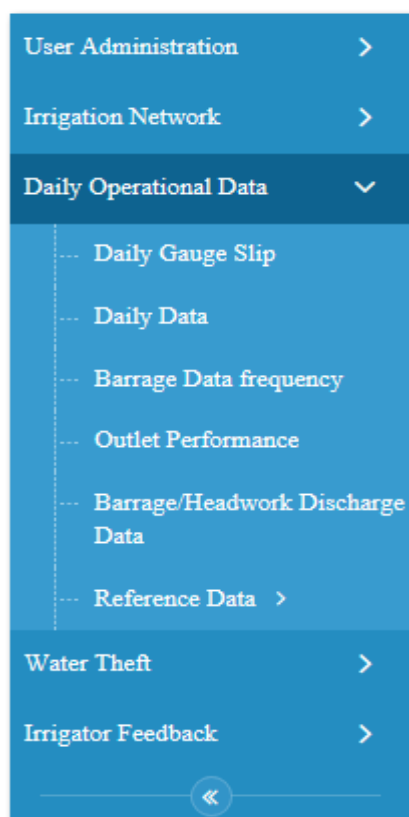 User Administration
Irrigation Network
Daily Operational Data
Daily Gauge Slip
Daily Data
Barrage Data frequency
Outlet Performance
Barrage/Headwork Discharge
Data
Reference Data
Water Theft
Irrigator Feedback